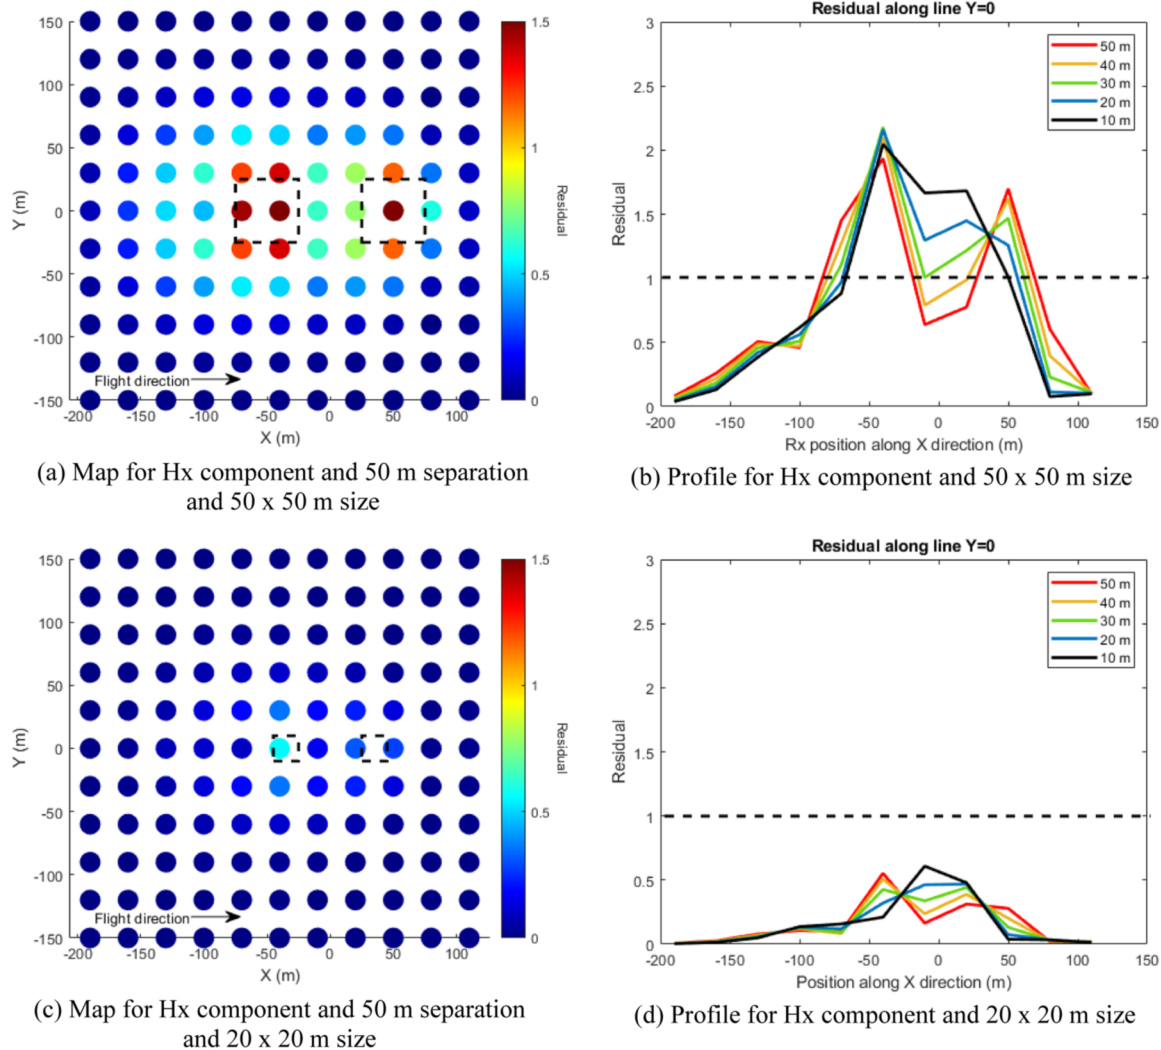 150
100
50
0
-50
-100
-150
-200
-150
-100
-50
0
50
100
X (m)
Y (m)
Flight direction
1.5
1
0.5
0
Residual
(a) Map for Hx component and 50 m separation
and 50 x 50 m size
Residual along line Y=0
3
2.5
2
1.5
1
0.5
0
Residual
50 m
40 m
30 m
20 m
10 m
-200
-150
-100
-50
0
50
100
150
Rx position along X direction (m)
(b) Profile for Hx component and 50 x 50 m size
150
100
50
0
-50
-100
-150
-200
-150
-100
-50
0
50
100
X (m)
Y (m)
Flight direction
1.5
1
0.5
0
Residual
(c) Map for Hx component and 50 m separation
and 20 x 20 m size
Residual along line Y=0
3
2.5
2
1.5
1
0.5
0
Residual
50 m
40 m
30 m
20 m
10 m
-200
-150
-100
-50
0
50
100
150
Position along X direction (m)
(d) Profile for Hx component and 20 x 20 m size